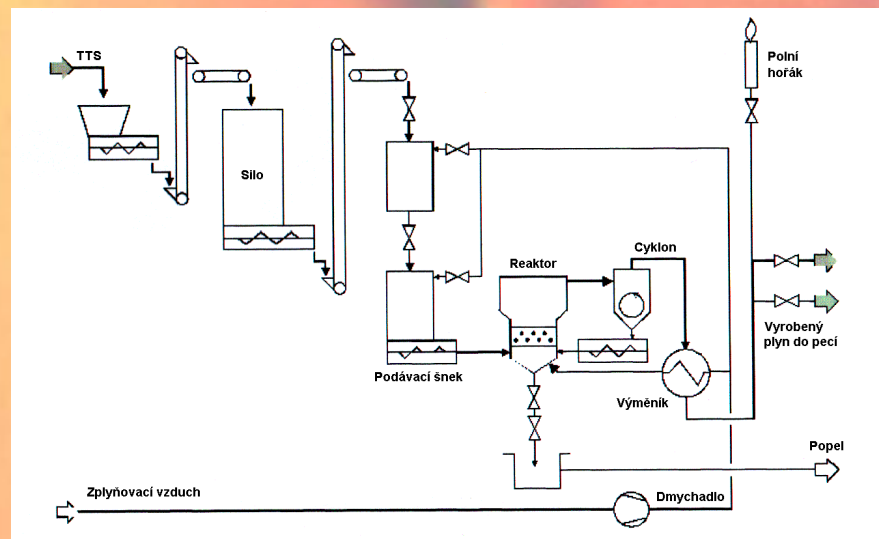 TTS
Polní
hořák
Silo
Cyklon
Reaktor
Vyrobený
plyn do pecí
Podávací šnek
Výměník
Popel
Zplyňovací vzduch
Dmychadlo